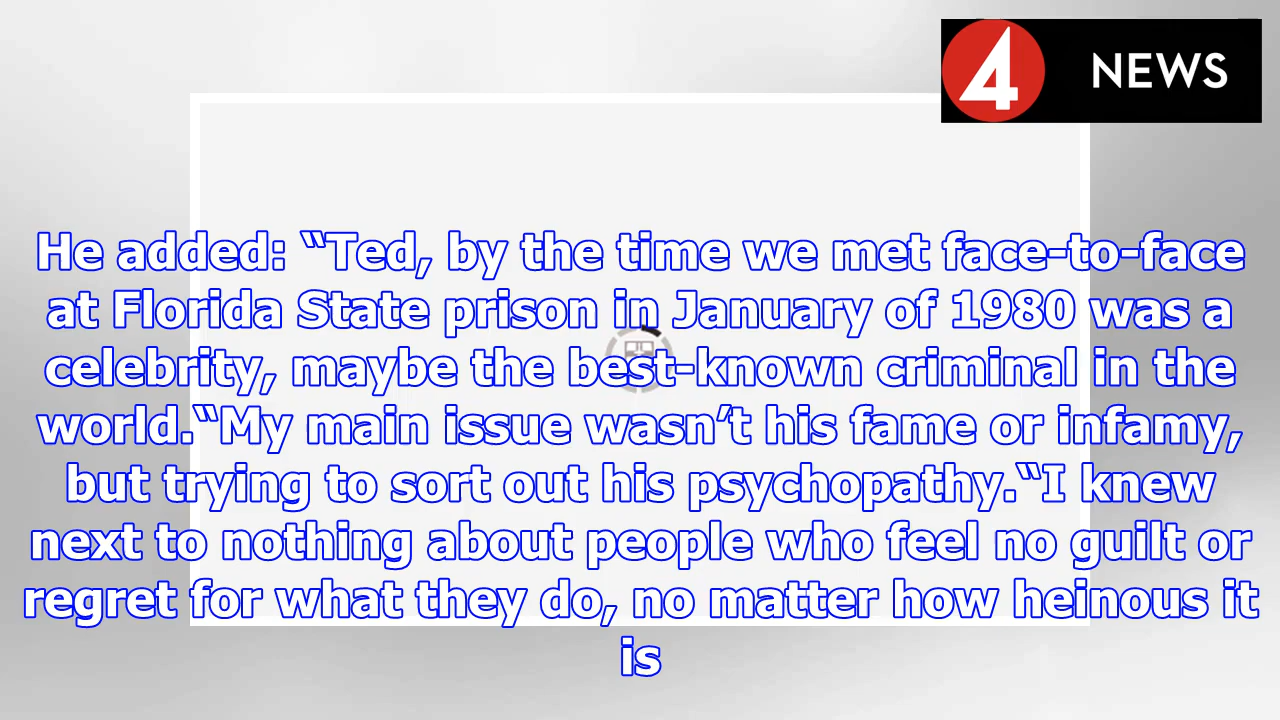 4 NEWS
He added: “Ted, by the time we met face-to-face
at Florida State prison in January of 1980 was a
celebrity, maybe the best-known criminal in the
world.“My main issue wasn’t his fame or infamy,
but trying to sort out his psychopathy.“I knew
next to nothing about people who feel no guilt or
regret for what they do, no matter how heinous it
is